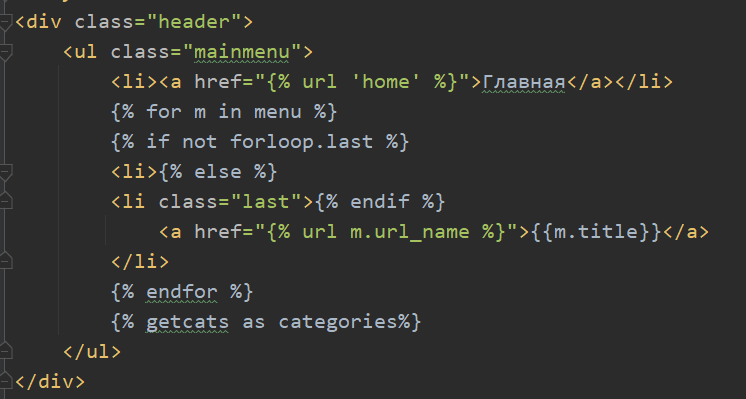 <div class="header">
<ul class="mainmenu">
<li><a href="{% url 'home' %}">Главная</a></li>
{% for m in menu %}
{% if not forloop.last %}
<li>{% else %}
<li class="last">{% endif %}
<a href="{% url m.url_name %}">{{m.title}}</a>
</li>
{% endfor %}
{% getcats as categories%}
</ul>
</div>